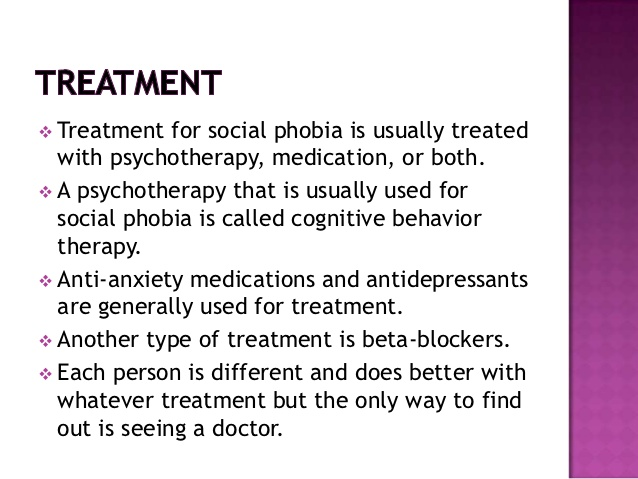 TREATMENT
Treatment for social phobia is usually treated
with psychotherapy, medication, or both.
A psychotherapy that is usually used for
social phobia is called cognitive behavior
therapy.
Anti-anxiety medications and antidepressants
are generally used for treatment.
Another type of treatment is beta-blockers.
Each person is different and does better with
whatever treatment but the only way to find
out is seeing a doctor.